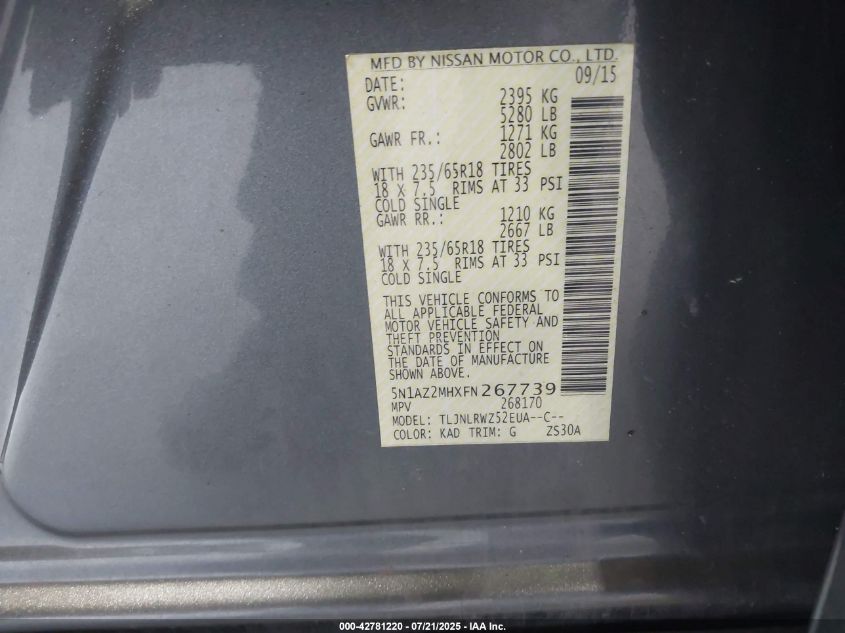 MFD BY NISSAN MOTOR CO., LTD.
DATE: 09/15
GVWR: 2395 KG
5280 LB
GAWR FR.: 1271 KG
2802 LB
WITH 235/65R18 TIRES
18 X 7.5 RIMS AT 33 PSI
COLD SINGLE
GAWR RR.: 1210 KG
2667 LB
WITH 235/65R18 TIRES
18 X 7.5 RIMS AT 33 PSI
COLD SINGLE
THIS VEHICLE CONFORMS TO
ALL APPLICABLE FEDERAL
MOTOR VEHICLE SAFETY AND
THEFT PREVENTION
STANDARDS IN EFFECT ON
THE DATE OF MANUFACTURE
SHOWN ABOVE.
5N1AZ2MHXFN267739
MPV 268170
MODEL: TLJNLRWZ52EUA--C--
COLOR: KAD TRIM: G ZS30A
000-42781220 - 07/21/2025 - IAA Inc.